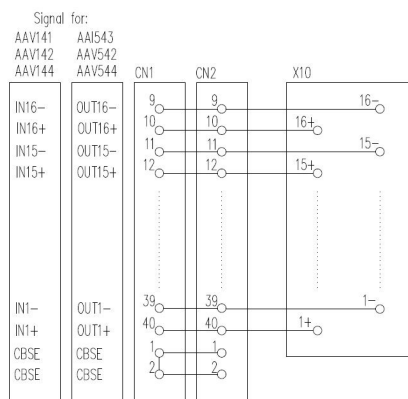 Signal for:
AAV141 AAI543
AAV142 AAV542
AAV144 AAV544 CN1 CN2 X10
IN16- OUT16- 9 9 16-
IN16+ OUT16+ 10 10 16+
IN15- OUT15- 11 11 15-
IN15+ OUT15+ 12 12 15+
IN1- OUT1- 39 39 1-
IN1+ OUT1+ 40 40 1+
CBSE CBSE 1 1
CBSE CBSE 2 2